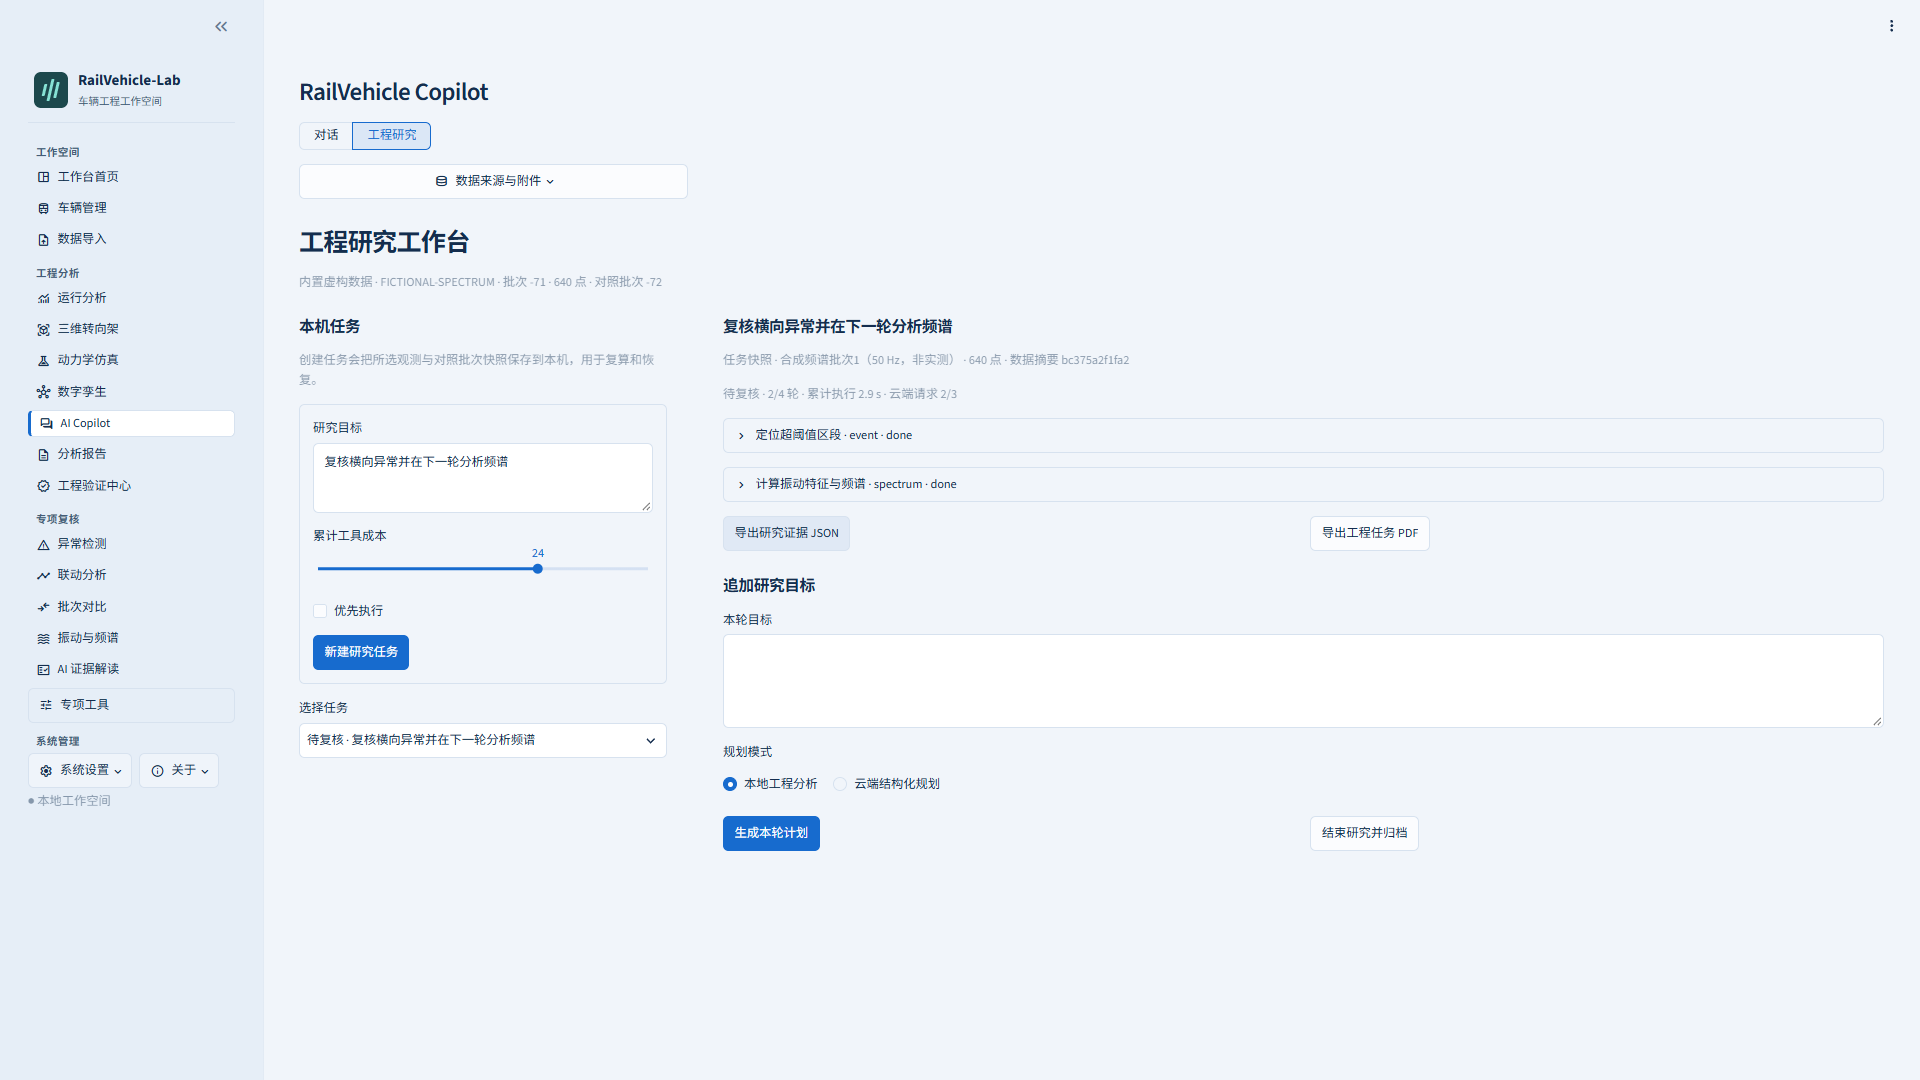 RailVehicle-Lab
车辆工程工作空间
工作空间
工作台首页
车辆管理
数据导入
工程分析
运行分析
三维转向架
动力学仿真
数字孪生
AI Copilot
分析报告
工程验证中心
专项复核
异常检测
联动分析
批次对比
振动与频谱
AI 证据解读
专项工具
系统管理
系统设置
关于
本地工作空间
RailVehicle Copilot
对话
工程研究
数据来源与附件
工程研究工作台
内置虚构数据 · FICTIONAL-SPECTRUM · 批次 -71 · 640 点 · 对照批次 -72
本机任务
创建任务会把所选观测与对照批次快照保存到本机，用于复算和恢
复。
研究目标
复核横向异常并在下一轮分析频谱
累计工具成本
24
优先执行
新建研究任务
选择任务
待复核 · 复核横向异常并在下一轮分析频谱
复核横向异常并在下一轮分析频谱
任务快照 · 合成频谱批次1（50 Hz，非实测） · 640 点 · 数据摘要 bc375a2f1fa2
待复核 · 2/4 轮 · 累计执行 2.9 s · 云端请求 2/3
定位超阈值区段 · event · done
计算振动特征与频谱 · spectrum · done
导出研究证据 JSON
导出工程任务 PDF
追加研究目标
本轮目标
规划模式
本地工程分析
云端结构化规划
生成本轮计划
结束研究并归档